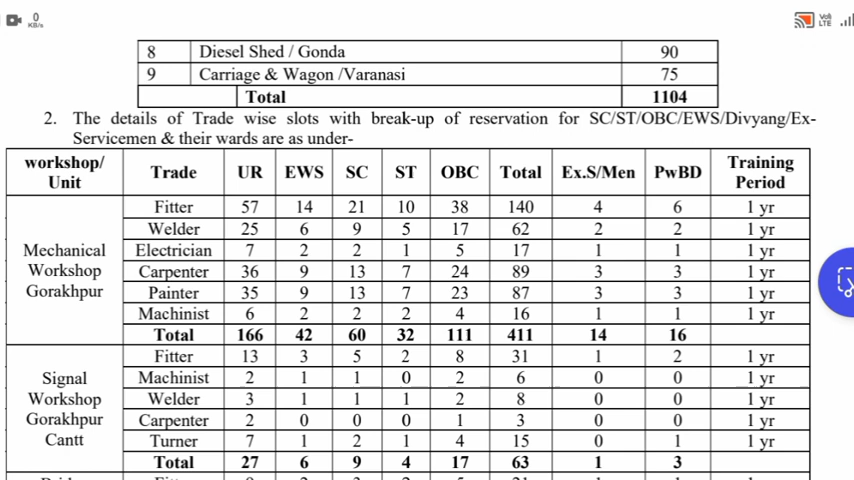 0
KB/s
Vo)
LTE
8 Diesel Shed / Gonda 90
9 Carriage & Wagon /Varanasi 75
Total 1104
2. The details of Trade wise slots with break-up of reservation for SC/ST/OBC/EWS/Divyang/Ex-
Servicemen & their wards are as under-
workshop/ Unit Trade UR EWS SC ST OBC Total Ex.S/Men PwBD Training Period
Mechanical Workshop Gorakhpur
Fitter 57 14 21 10 38 140 4 6 1 yr
Welder 25 6 9 5 17 62 2 2 1 yr
Electrician 7 2 2 1 5 17 1 1 1 yr
Carpenter 36 9 13 7 24 89 3 3 1 yr
Painter 35 9 13 7 23 87 3 3 1 yr
Machinist 6 2 2 2 4 16 1 1 1 yr
Total 166 42 60 32 111 411 14 16
Signal Workshop Gorakhpur Cantt
Fitter 13 3 5 2 8 31 1 2 1 yr
Machinist 2 1 1 0 2 6 0 0 1 yr
Welder 3 1 1 1 2 8 0 0 1 yr
Carpenter 2 0 0 0 1 3 0 0 1 yr
Turner 7 1 2 1 4 15 0 1 1 yr
Total 27 6 9 4 17 63 1 3